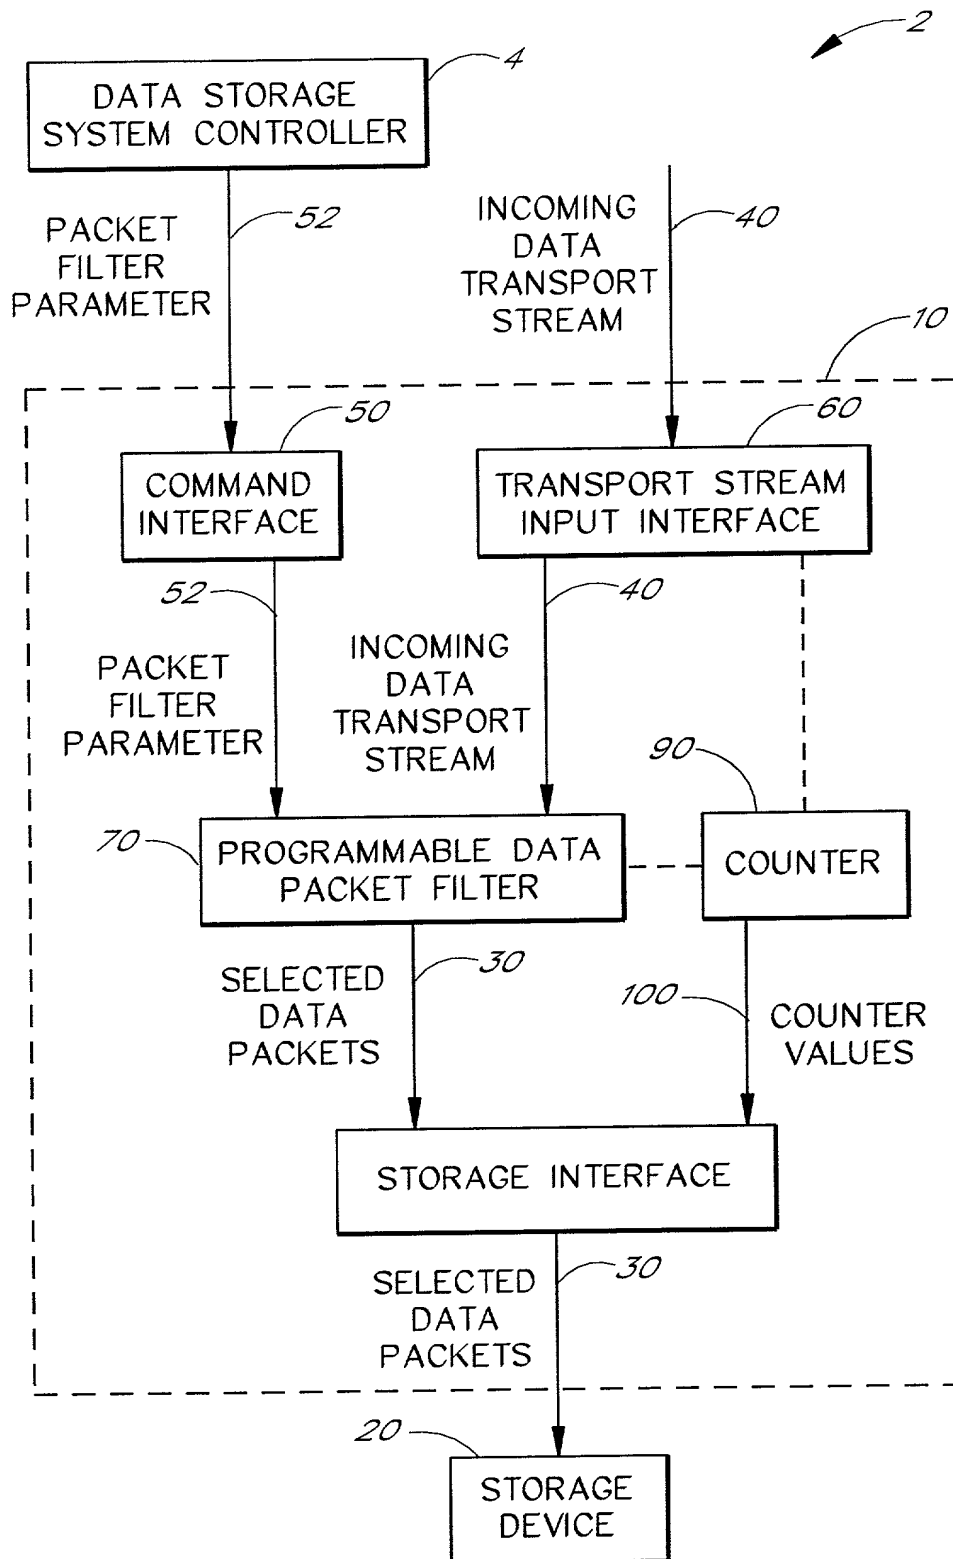 2
4
DATA STORAGE
SYSTEM CONTROLLER
52
PACKET
FILTER
PARAMETER
INCOMING
DATA
TRANSPORT
STREAM
40
10
50
COMMAND
INTERFACE
60
TRANSPORT STREAM
INPUT INTERFACE
52
PACKET
FILTER
PARAMETER
40
INCOMING
DATA
TRANSPORT
STREAM
90
COUNTER
70
PROGRAMMABLE DATA
PACKET FILTER
30
SELECTED
DATA
PACKETS
100
COUNTER
VALUES
STORAGE INTERFACE
30
SELECTED
DATA
PACKETS
20
STORAGE
DEVICE